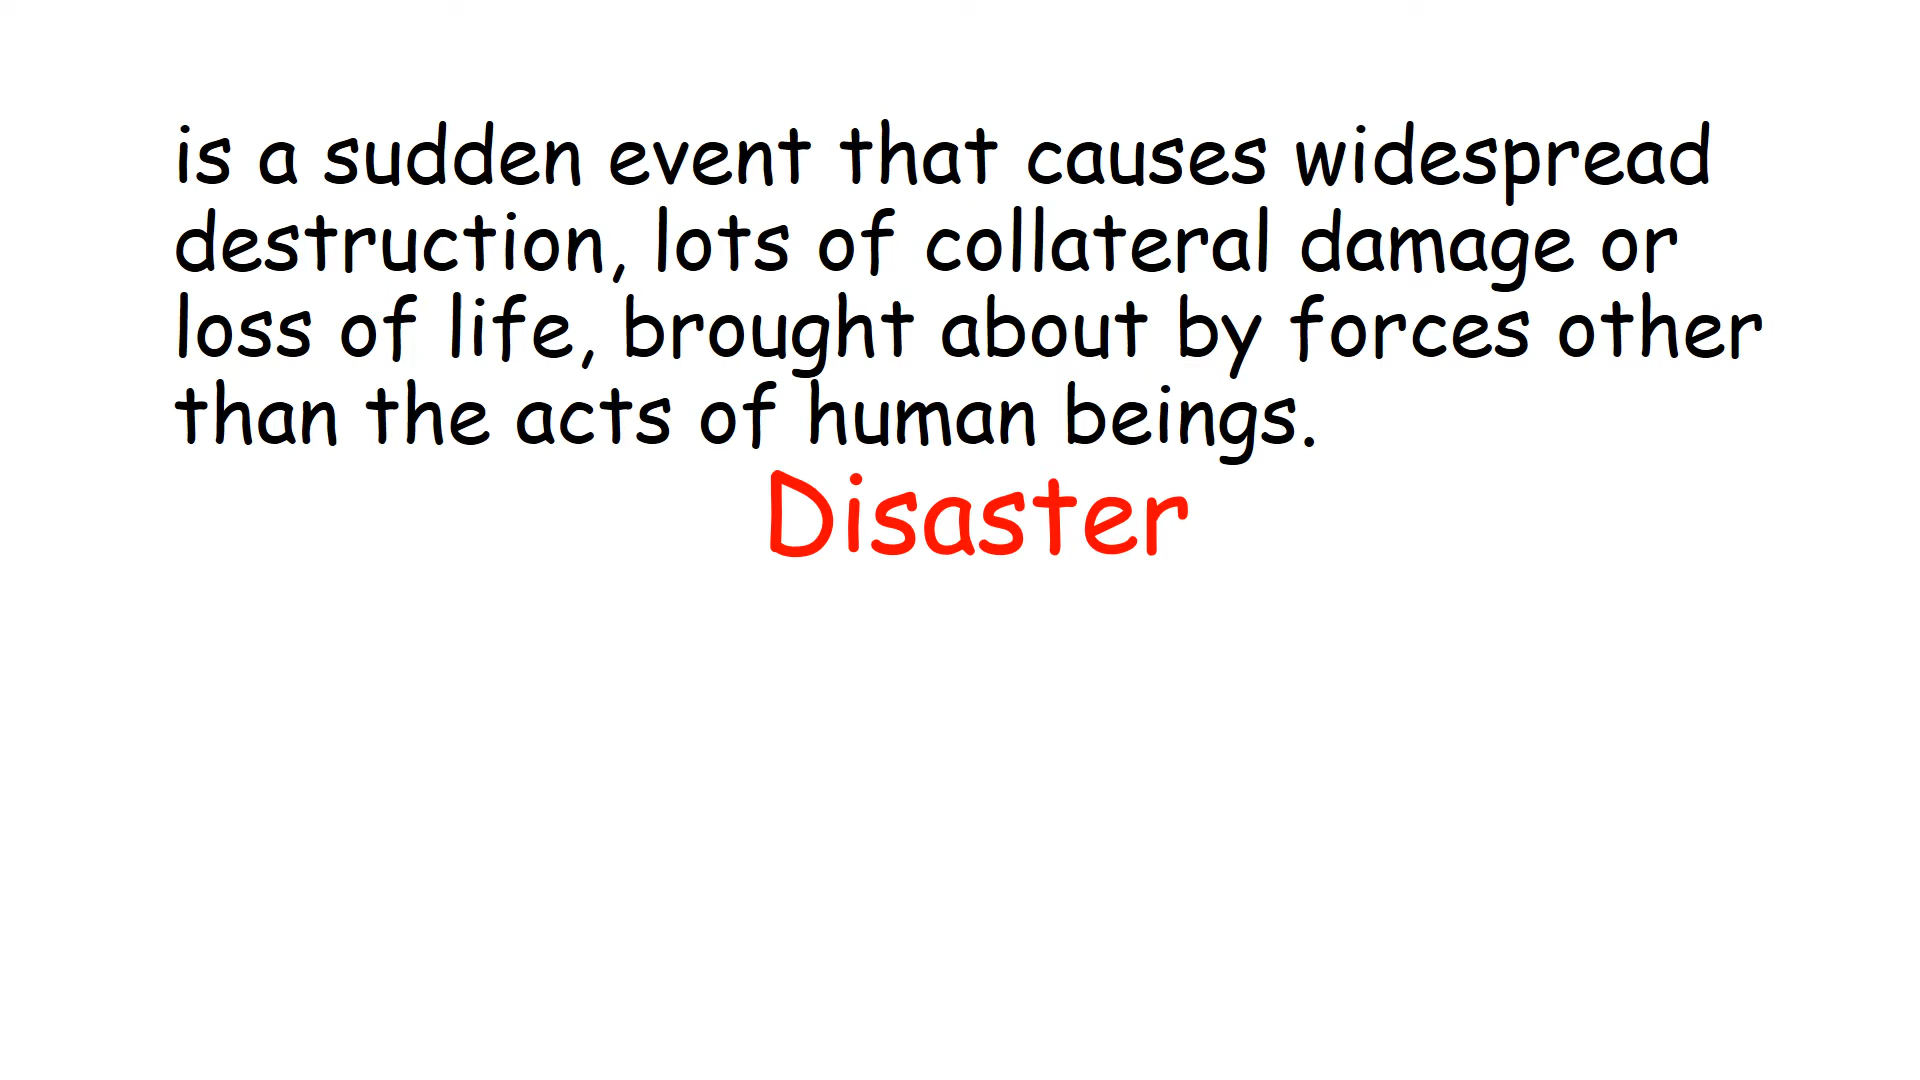 is a sudden event that causes widespread
destruction, lots of collateral damage or
loss of life, brought about by forces other
than the acts of human beings.
Disaster